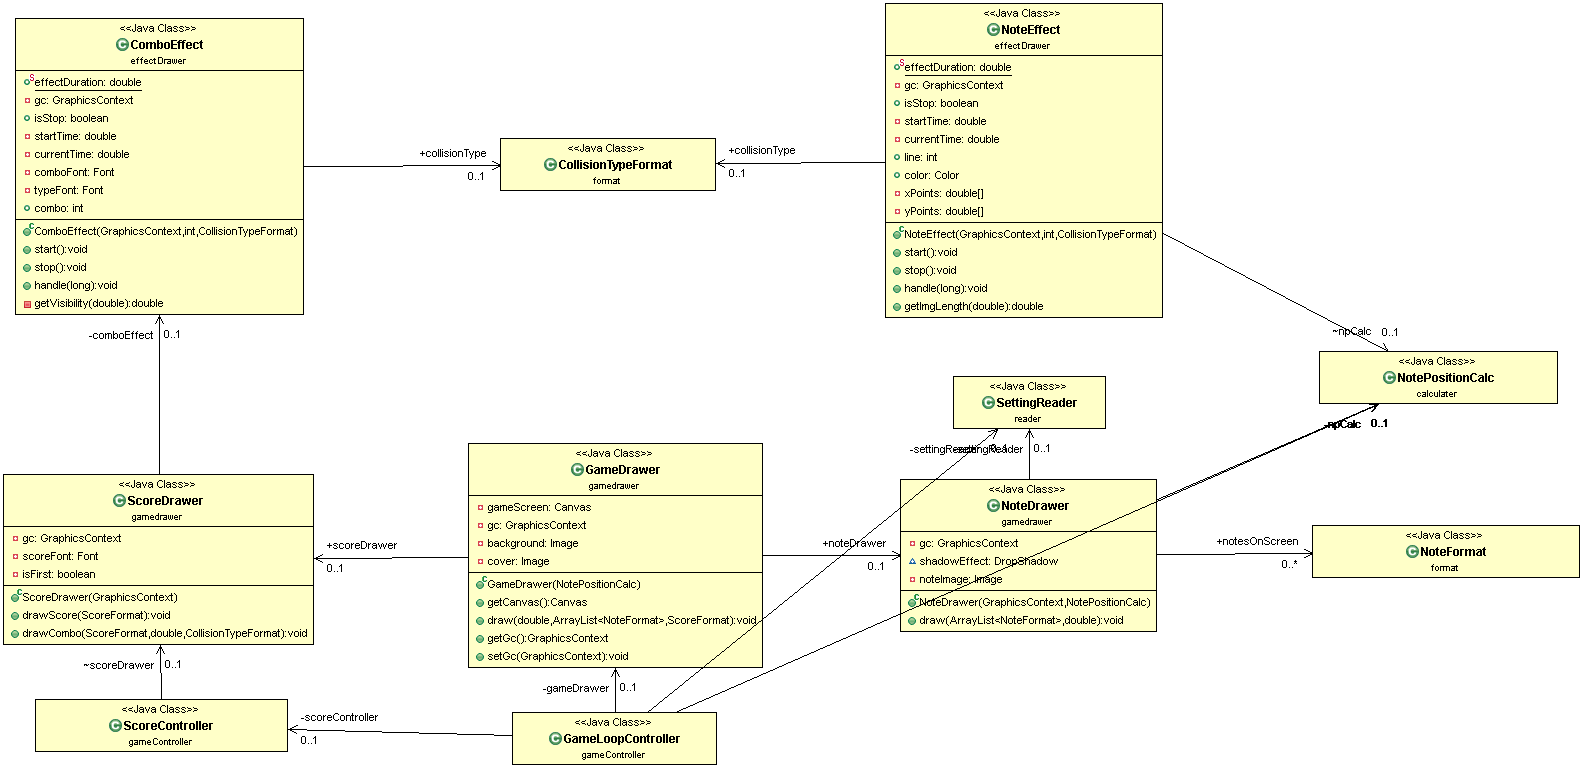 <<Java Class>>
ComboEffect
effectDrawer
effectDuration: double
gc: GraphicsContext
isStop: boolean
startTime: double
currentTime: double
comboFont: Font
typeFont: Font
combo: int
ComboEffect(GraphicsContext,int,CollisionTypeFormat)
start():void
stop():void
handle(long):void
getVisibility(double):double
+collisionType
0..1
<<Java Class>>
CollisionTypeFormat
format
+collisionType
0..1
<<Java Class>>
NoteEffect
effectDrawer
effectDuration: double
gc: GraphicsContext
isStop: boolean
startTime: double
currentTime: double
line: int
color: Color
xPoints: double[]
yPoints: double[]
NoteEffect(GraphicsContext,int,CollisionTypeFormat)
start():void
stop():void
handle(long):void
getImgLength(double):double
~npCalc
0..1
<<Java Class>>
NotePositionCalc
calculater
-npCalc
0..1
-comboEffect
0..1
<<Java Class>>
SettingReader
reader
-settingReader
-settingReader
0..1
<<Java Class>>
ScoreDrawer
gamedrawer
gc: GraphicsContext
scoreFont: Font
isFirst: boolean
ScoreDrawer(GraphicsContext)
drawScore(ScoreFormat):void
drawCombo(ScoreFormat,double,CollisionTypeFormat):void
+scoreDrawer
0..1
<<Java Class>>
GameDrawer
gamedrawer
gameScreen: Canvas
gc: GraphicsContext
background: Image
cover: Image
GameDrawer(NotePositionCalc)
getCanvas():Canvas
draw(double,ArrayList<NoteFormat>,ScoreFormat):void
getGc():GraphicsContext
setGc(GraphicsContext):void
+noteDrawer
0..1
<<Java Class>>
NoteDrawer
gamedrawer
gc: GraphicsContext
shadowEffect: DropShadow
noteImage: Image
NoteDrawer(GraphicsContext,NotePositionCalc)
draw(ArrayList<NoteFormat>,double):void
+notesOnScreen
0..*
<<Java Class>>
NoteFormat
format
~scoreDrawer
0..1
<<Java Class>>
ScoreController
gameController
-scoreController
0..1
-gameDrawer
0..1
<<Java Class>>
GameLoopController
gameController